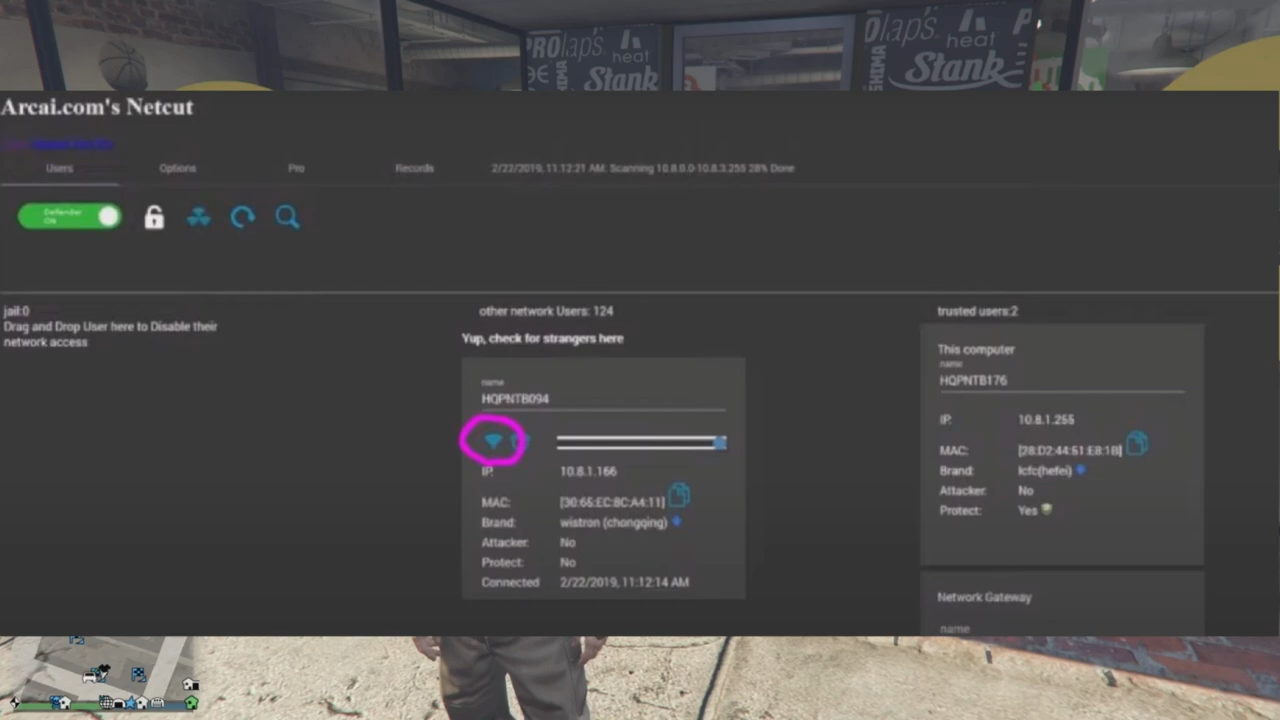 PROlaps
heat
Stank
Prolaps
heat
Stank
Arcai.com's Netcut
Users
Options
Pro
Records
2/22/2019, 11:12:21 AM: Scanning 10.8.0.0-10.8.3.255 28% Done
Defender
ON
jail:0
Drag and Drop User here to Disable their
network access
other network Users: 124
Yup, check for strangers here
name
HQPNTB094
IP:
10.8.1.166
MAC:
[30:65:EC:8C:A4:11]
Brand:
wistron (chongqing)
Attacker:
No
Protect:
No
Connected
2/22/2019, 11:12:14 AM
trusted users:2
This computer
name
HQPNTB176
IP:
10.8.1.255
MAC:
[28:D2:44:51:E8:1B]
Brand:
lcfc(hefei)
Attacker:
No
Protect:
Yes
Network Gateway
name